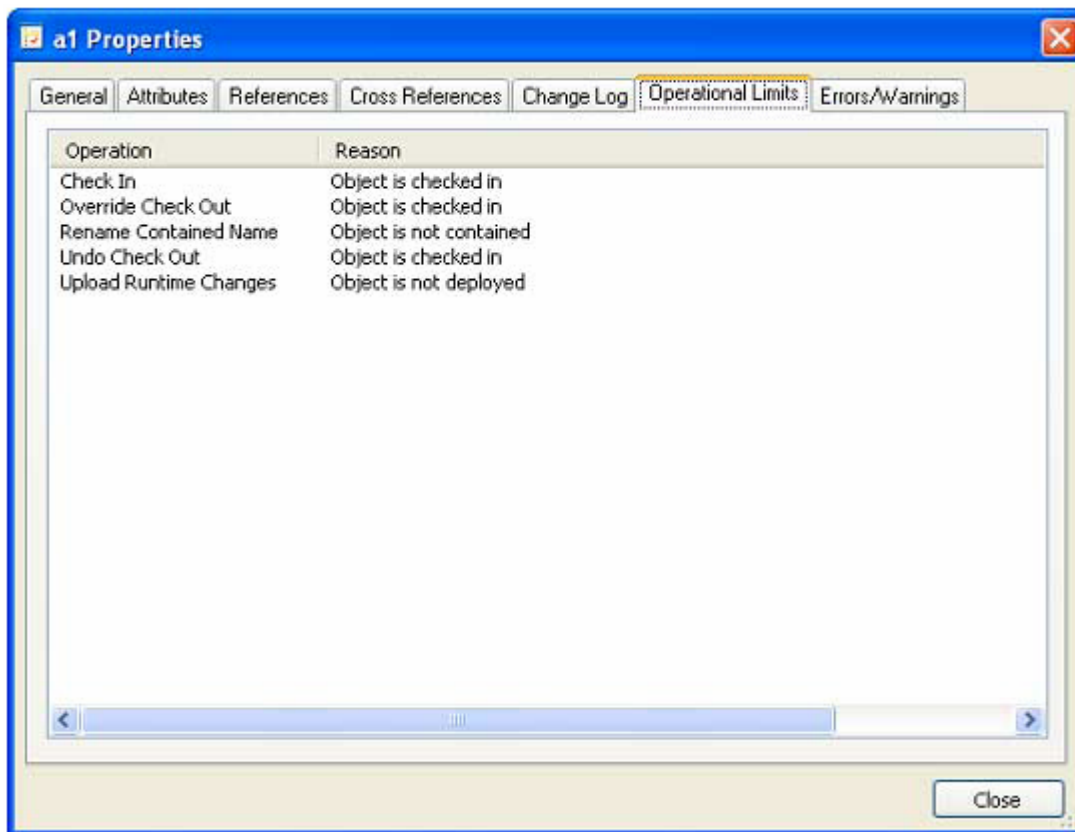 a1 Properties
General Attributes References Cross References Change Log Operational Limits Errors/Warnings
Operation Reason
Check In Object is checked in
Override Check Out Object is checked in
Rename Contained Name Object is not contained
Undo Check Out Object is checked in
Upload Runtime Changes Object is not deployed
Close